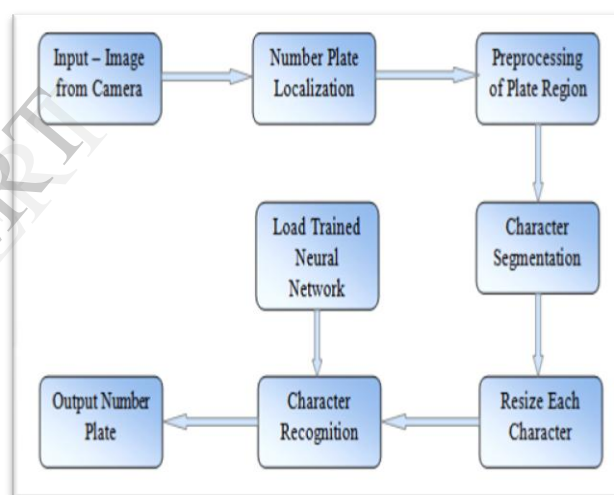 Input – Image
from Camera
Number Plate
Localization
Preprocessing
of Plate Region
Character
Segmentation
Resize Each
Character
Load Trained
Neural
Network
Character
Recognition
Output Number
Plate
RT